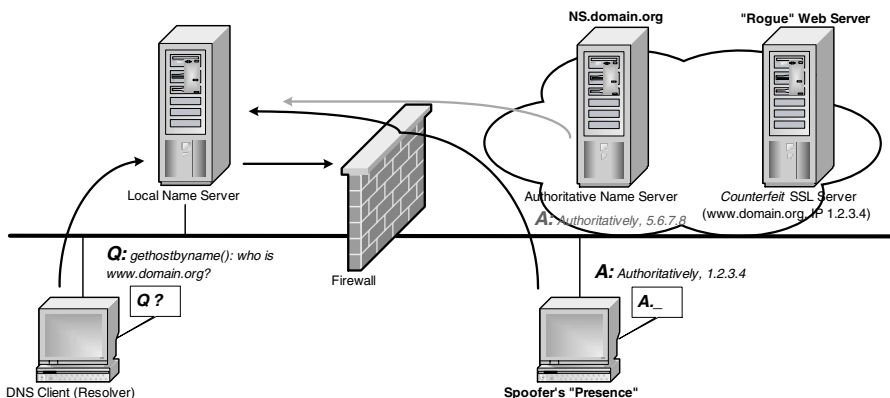 NS.domain.org
"Rogue" Web Server
Local Name Server
Authoritative Name Server
A: Authoritatively, 5.6.7.8
Counterfeit SSL Server
(www.domain.org, IP 1.2.3.4)
Q: gethostbyname(): who is
www.domain.org?
Firewall
A: Authoritatively, 1.2.3.4
Q ?
A._
DNS Client (Resolver)
Spoofer's "Presence"